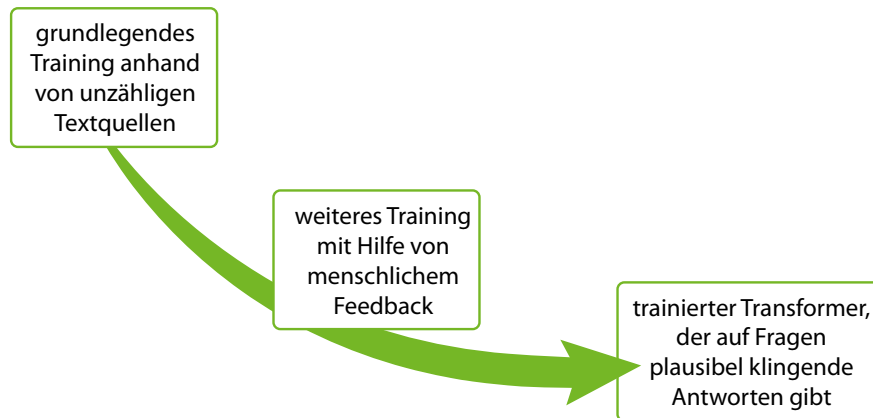 grundlegendes
Training anhand
von unzähligen
Textquellen
weiteres Training
mit Hilfe von
menschlichem
Feedback
trainierter Transformer,
der auf Fragen
plausibel klingende
Antworten gibt